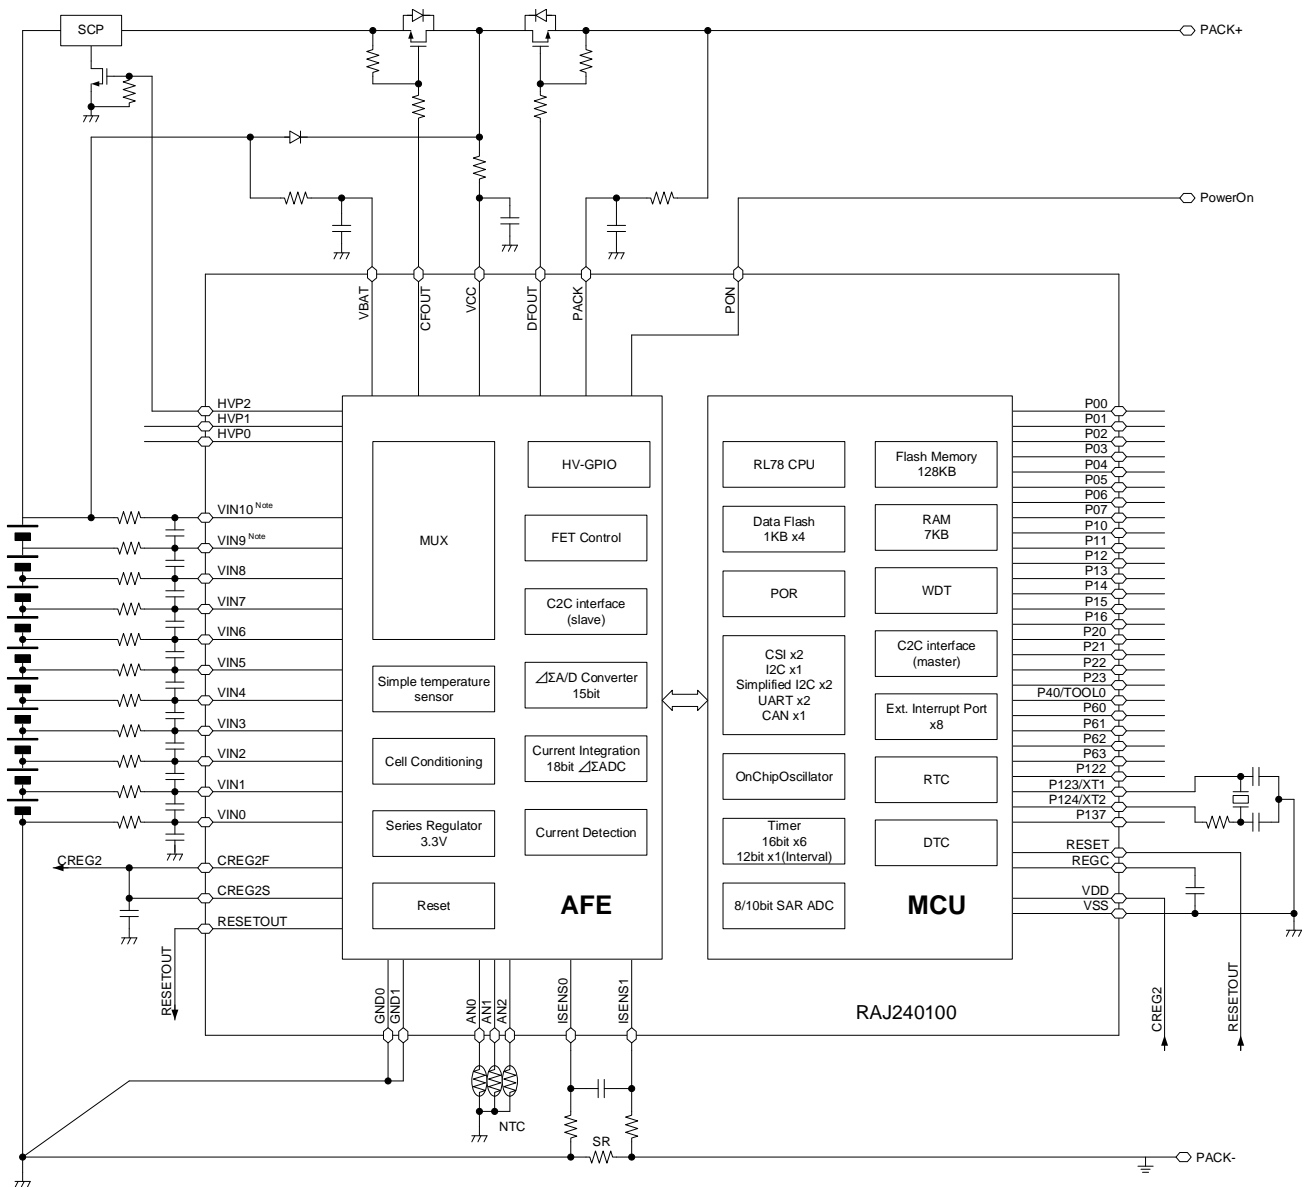 SCP
PACK+
PowerOn
VBAT
CFOUT
VCC
DFOUT
PACK
PON
HVP2
HVP1
HVP0
VIN10 Note
VIN9 Note
VIN8
VIN7
VIN6
VIN5
VIN4
VIN3
VIN2
VIN1
VIN0
CREG2
CREG2F
CREG2S
RESETOUT
RESETOUT
MUX
Simple temperature
sensor
Cell Conditioning
Series Regulator
3.3V
Reset
HV-GPIO
FET Control
C2C interface
(slave)
⊿ΣA/D Converter
15bit
Current Integration
18bit ⊿ΣADC
Current Detection
AFE
RL78 CPU
Data Flash
1KB x4
POR
CSI x2
I2C x1
Simplified I2C x2
UART x2
CAN x1
OnChipOscillator
Timer
16bit x6
12bit x1(Interval)
8/10bit SAR ADC
Flash Memory
128KB
RAM
7KB
WDT
C2C interface
(master)
Ext. Interrupt Port
x8
RTC
DTC
MCU
P00
P01
P02
P03
P04
P05
P06
P07
P10
P11
P12
P13
P14
P15
P16
P20
P21
P22
P23
P40/TOOL0
P60
P61
P62
P63
P122
P123/XT1
P124/XT2
P137
RESET
REGC
VDD
VSS
GND0
GND1
AN0
AN1
AN2
ISENS0
ISENS1
RAJ240100
CREG2
RESETOUT
NTC
SR
PACK-